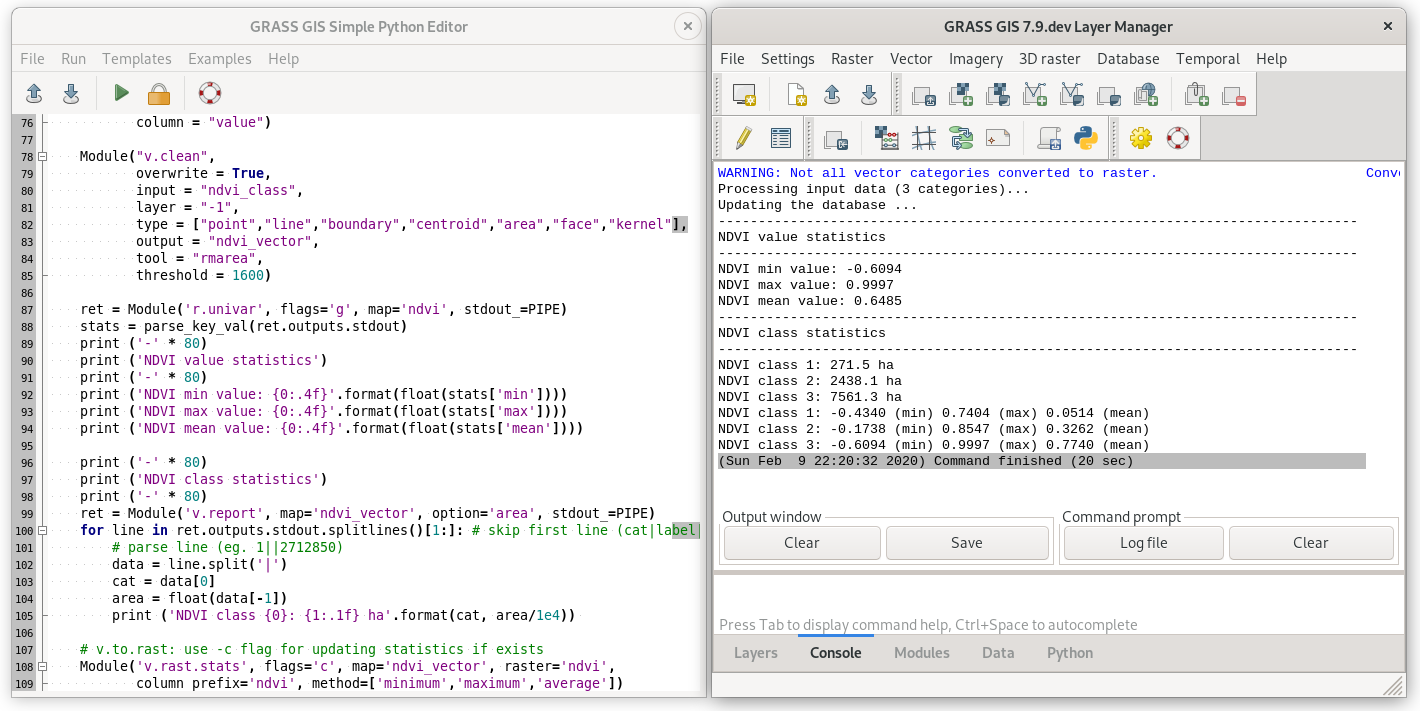 GRASS GIS Simple Python Editor
File Run Templates Examples Help
76 column = "value")
77
78 Module("v.clean",
79 overwrite = True,
80 input = "ndvi_class",
81 layer = "-1",
82 type = ["point","line","boundary","centroid","area","face","kernel"],
83 output = "ndvi_vector",
84 tool = "rmarea",
85 threshold = 1600)
86
87 ret = Module('r.univar', flags='g', map='ndvi', stdout_=PIPE)
88 stats = parse_key_val(ret.outputs.stdout)
89 print ('-' * 80)
90 print ('NDVI value statistics')
91 print ('-' * 80)
92 print ('NDVI min value: {0:.4f}'.format(float(stats['min'])))
93 print ('NDVI max value: {0:.4f}'.format(float(stats['max'])))
94 print ('NDVI mean value: {0:.4f}'.format(float(stats['mean'])))
95
96 print ('-' * 80)
97 print ('NDVI class statistics')
98 print ('-' * 80)
99 ret = Module('v.report', map='ndvi_vector', option='area', stdout_=PIPE)
100 for line in ret.outputs.stdout.splitlines()[1:]: # skip first line (cat|label
101 # parse line (eg. 1||2712850)
102 data = line.split('|')
103 cat = data[0]
104 area = float(data[-1])
105 print ('NDVI class {0}: {1:.1f} ha'.format(cat, area/1e4))
106
107 # v.to.rast: use -c flag for updating statistics if exists
108 Module('v.rast.stats', flags='c', map='ndvi_vector', raster='ndvi',
109 column_prefix='ndvi', method=['minimum','maximum','average'])
GRASS GIS 7.9.dev Layer Manager
File Settings Raster Vector Imagery 3D raster Database Temporal Help
WARNING: Not all vector categories converted to raster. Conve
Processing input data (3 categories)...
Updating the database ...
--------------------------------------------------------------------------------
NDVI value statistics
--------------------------------------------------------------------------------
NDVI min value: -0.6094
NDVI max value: 0.9997
NDVI mean value: 0.6485
--------------------------------------------------------------------------------
NDVI class statistics
--------------------------------------------------------------------------------
NDVI class 1: 271.5 ha
NDVI class 2: 2438.1 ha
NDVI class 3: 7561.3 ha
NDVI class 1: -0.4340 (min) 0.7404 (max) 0.0514 (mean)
NDVI class 2: -0.1738 (min) 0.8547 (max) 0.3262 (mean)
NDVI class 3: -0.6094 (min) 0.9997 (max) 0.7740 (mean)
(Sun Feb  9 22:20:32 2020) Command finished (20 sec)
Output window Command prompt
Clear Save Log file Clear
Press Tab to display command help, Ctrl+Space to autocomplete
Layers Console Modules Data Python